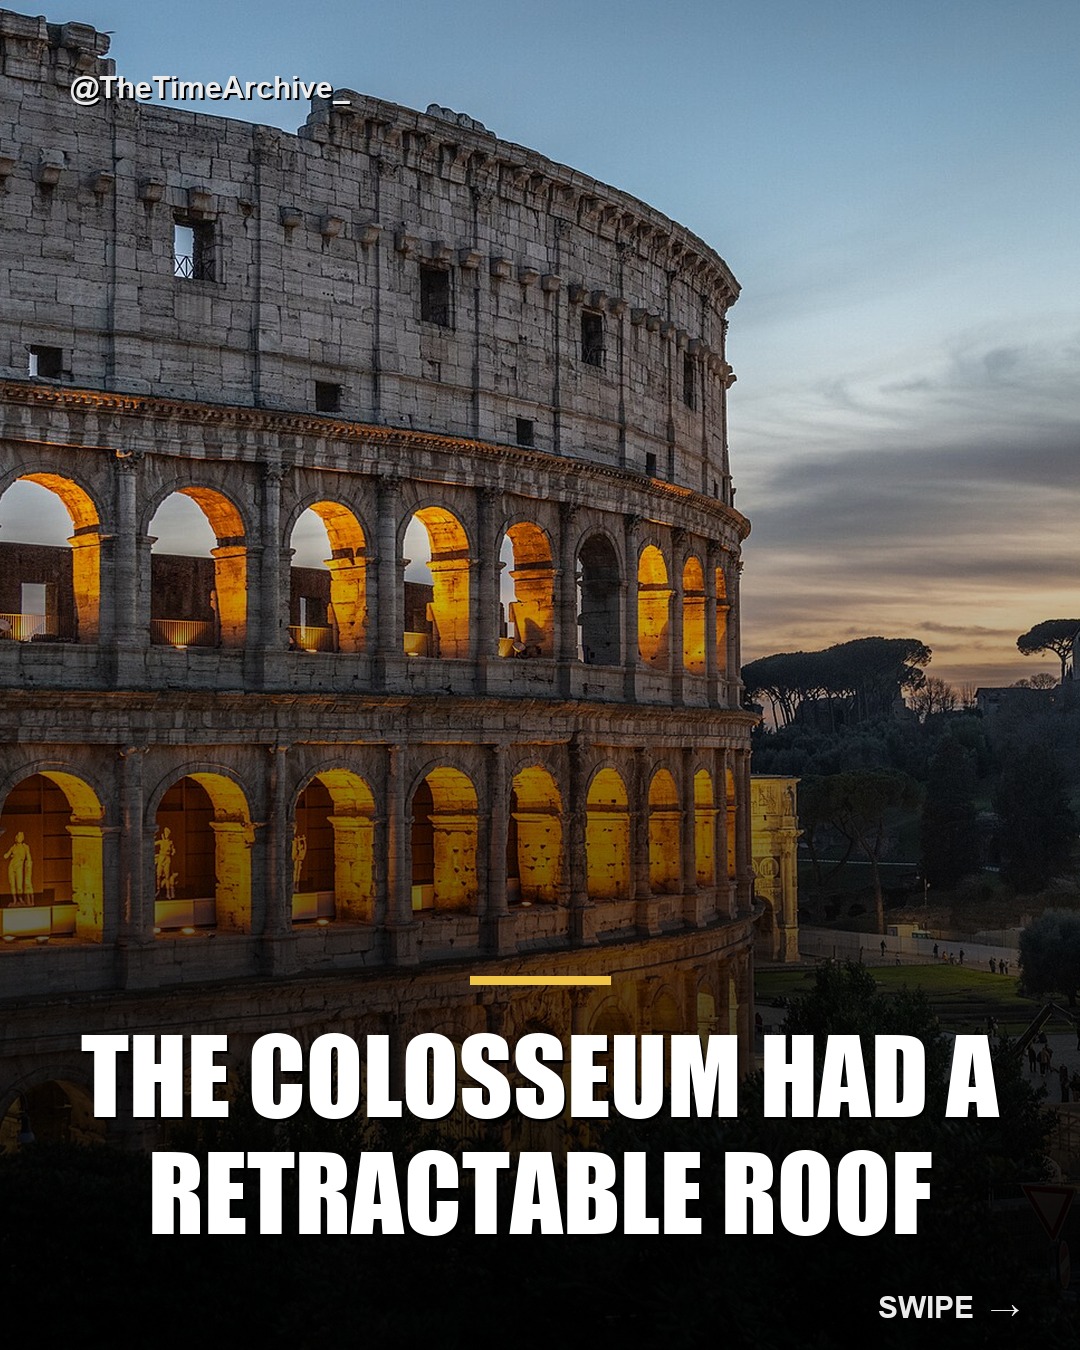 @TheTimeArchive_
THE COLOSSEUM HAD A
RETRACTABLE ROOF
SWIPE →